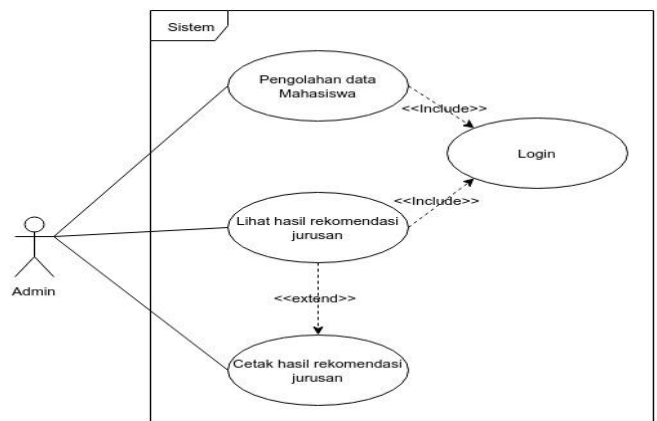 Sistem
Pengolahan data
Mahasiswa
<<Include>>
Login
<<Include>>
Lihat hasil rekomendasi
jurusan
Admin
<<extend>>
Cetak hasil rekomendasi
jurusan